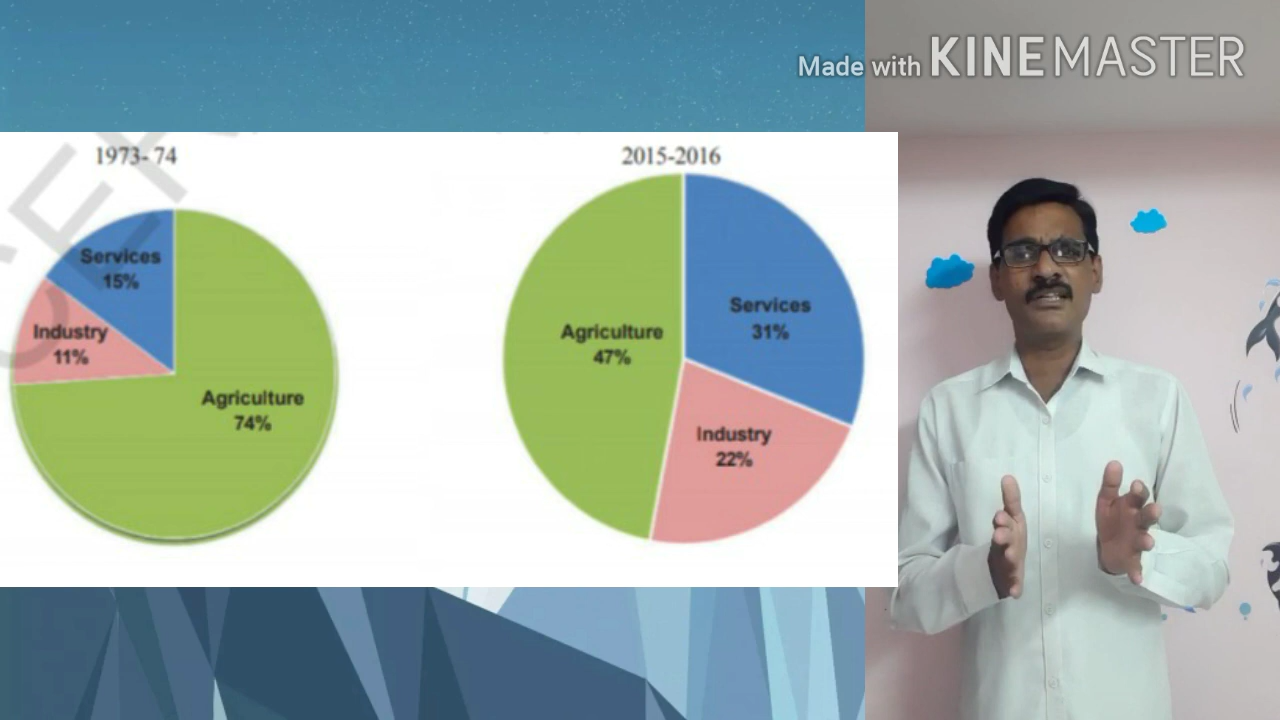 Made with KINEMASTER
1973- 74
Services
15%
Industry
11%
Agriculture
74%
2015-2016
Services
31%
Agriculture
47%
Industry
22%